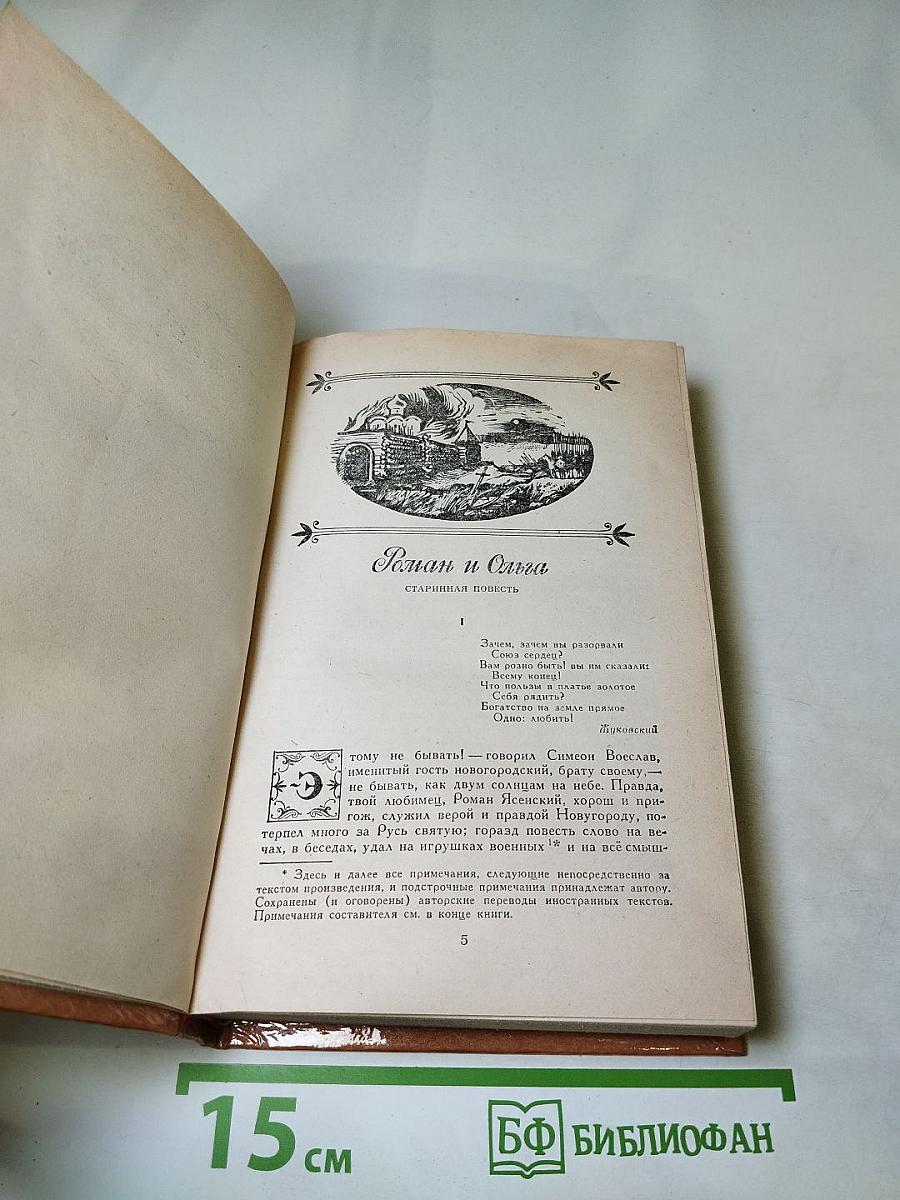 Роман и Ольга
СТАРИННАЯ ПОВЕСТЬ
I
Зачем, зачем вы разорвали
Союз сердец?
Вам розно быть! вы им сказали:
Всему конец!
Что пользы в платье золотое
Себя рядить?
Богатство на земле прямое
Одно: любить!
Жуковский
Этому не бывать! — говорил Симеон Воеслав,
именитый гость новогородский, брату своему,—
не бывать, как двум солнцам на небе. Правда,
твой любимец, Роман Ясенский, хорош и при-
гож, служил верой и правдой Новугороду, по-
терпел много за Русь святую; горазд повесть слово на ве-
чах, в беседах, удал на игрушках военных 1* и на всё смыш-
* Здесь и далее все примечания, следующие непосредственно за
текстом произведения, и подстрочные примечания принадлежат автору.
Сохранены (и оговорены) авторские переводы иностранных текстов.
Примечания составителя см. в конце книги.
5
15 см
БФ БИБЛИОФАН